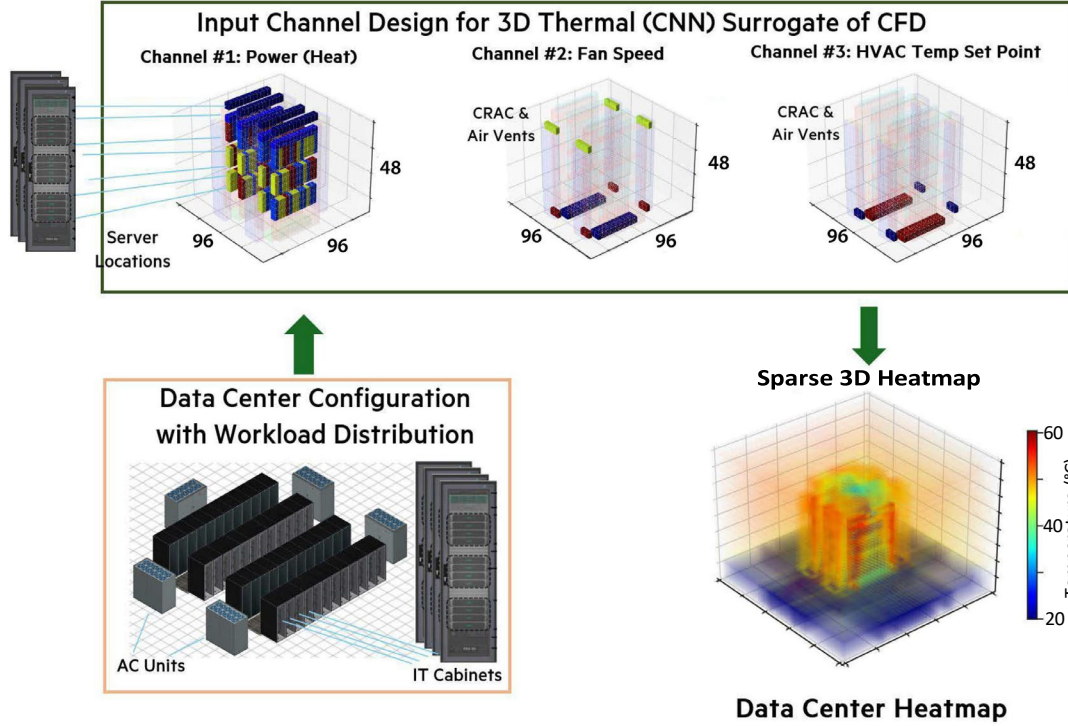 Input Channel Design for 3D Thermal (CNN) Surrogate of CFD
Channel #1: Power (Heat)
Channel #2: Fan Speed
Channel #3: HVAC Temp Set Point
CRAC &
Air Vents
CRAC &
Air Vents
48
48
48
96
96
96
96
96
96
Server
Locations
Data Center Configuration
with Workload Distribution
AC Units
IT Cabinets
Sparse 3D Heatmap
60
40
20
Data Center Heatmap